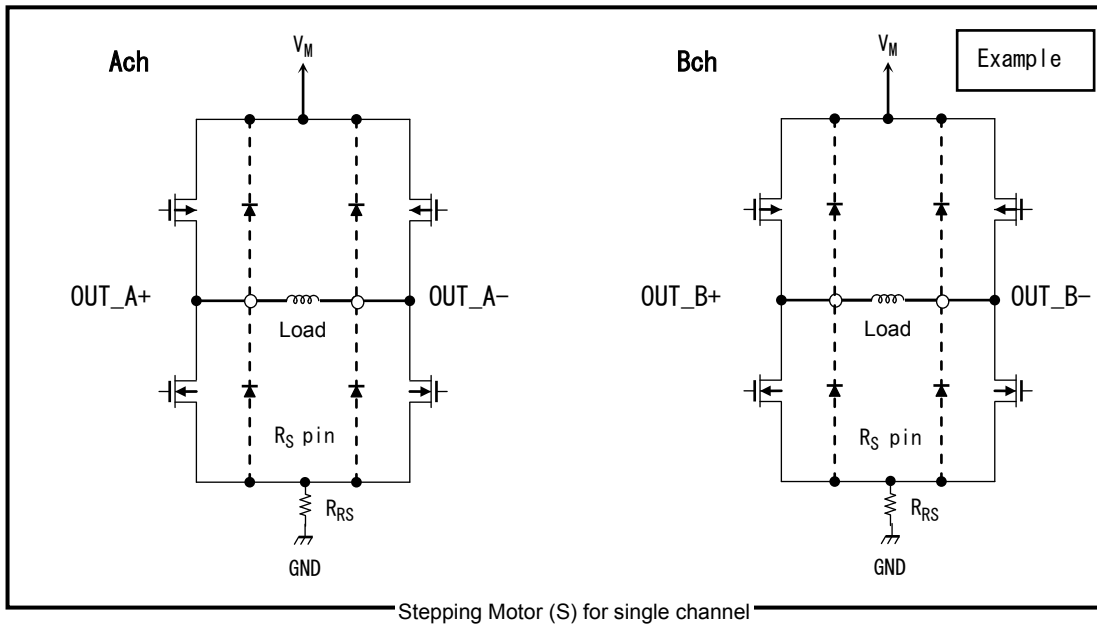 Ach
V_M
Bch
V_M
Example
OUT_A+
OUT_A-
Load
OUT_B+
OUT_B-
Load
R_S pin
R_RS
GND
R_S pin
R_RS
GND
Stepping Motor (S) for single channel